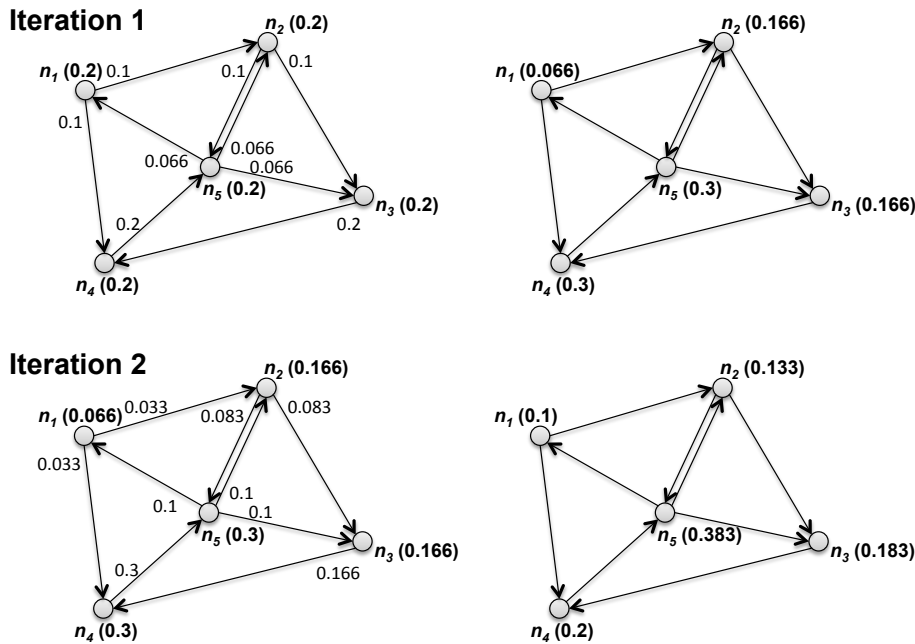 Iteration 1
n2 (0.2)
n2 (0.166)
n1 (0.2) 0.1
0.1
0.1
n1 (0.066)
0.1
0.066
0.066
0.066
n5 (0.2)
n5 (0.3)
n3 (0.2)
n3 (0.166)
0.2
0.2
n4 (0.2)
n4 (0.3)
Iteration 2
n2 (0.166)
n2 (0.133)
n1 (0.066) 0.033
0.083
0.083
n1 (0.1)
0.033
0.1
0.1
0.1
n5 (0.3)
n5 (0.383)
n3 (0.166)
n3 (0.183)
0.3
0.166
n4 (0.3)
n4 (0.2)